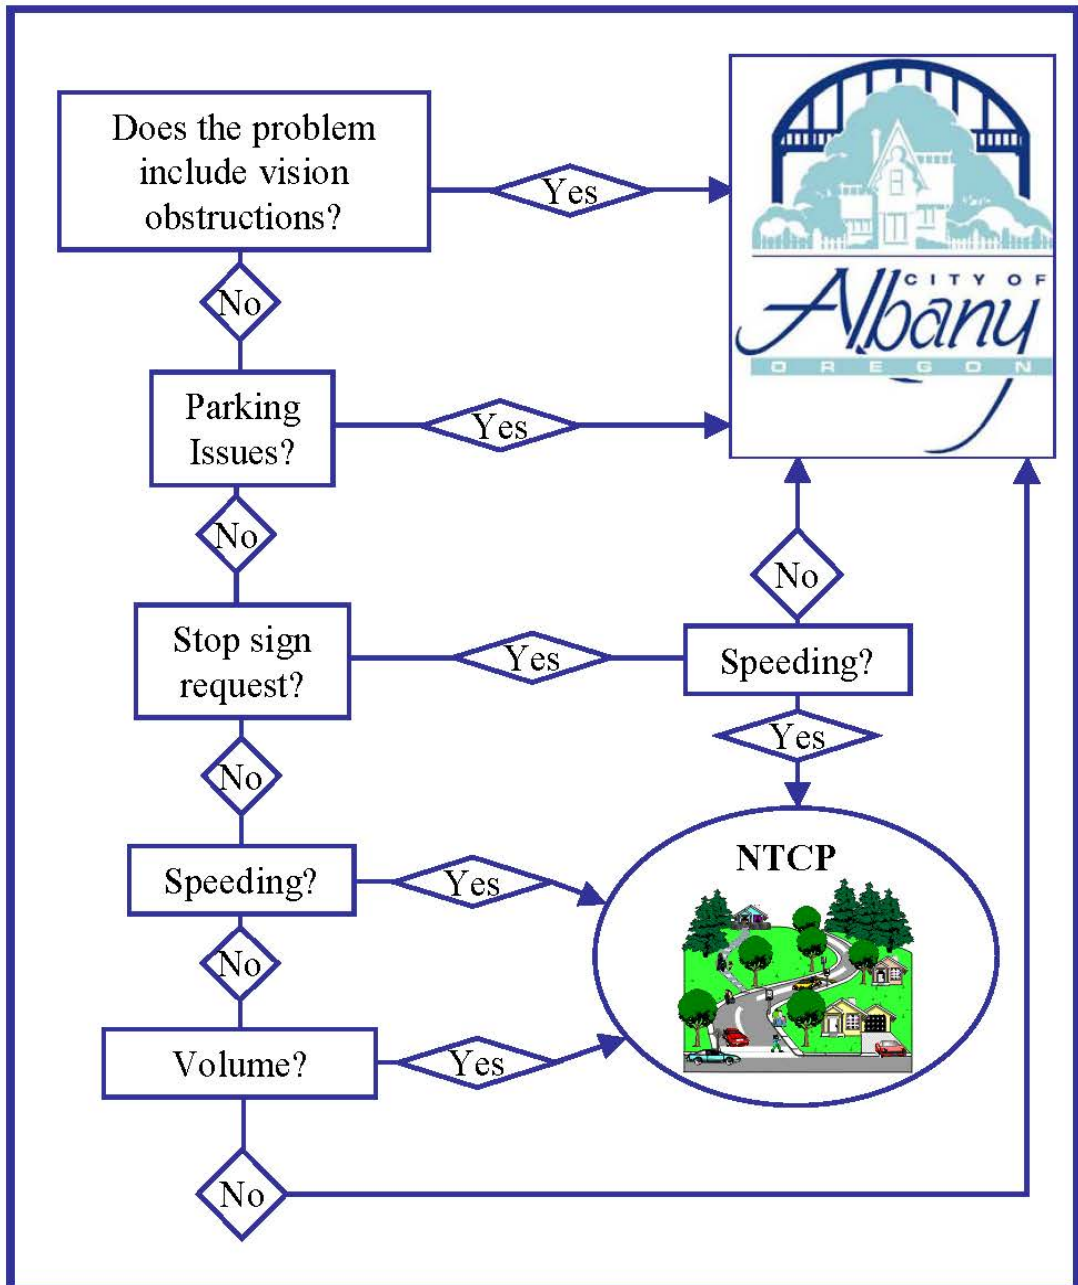 Does the problem
include vision
obstructions?
Yes
CITY OF
Albany
OREGON
No
Parking
Issues?
Yes
No
No
Stop sign
request?
Yes
Speeding?
Yes
No
NTCP
Speeding?
Yes
No
Volume?
Yes
No